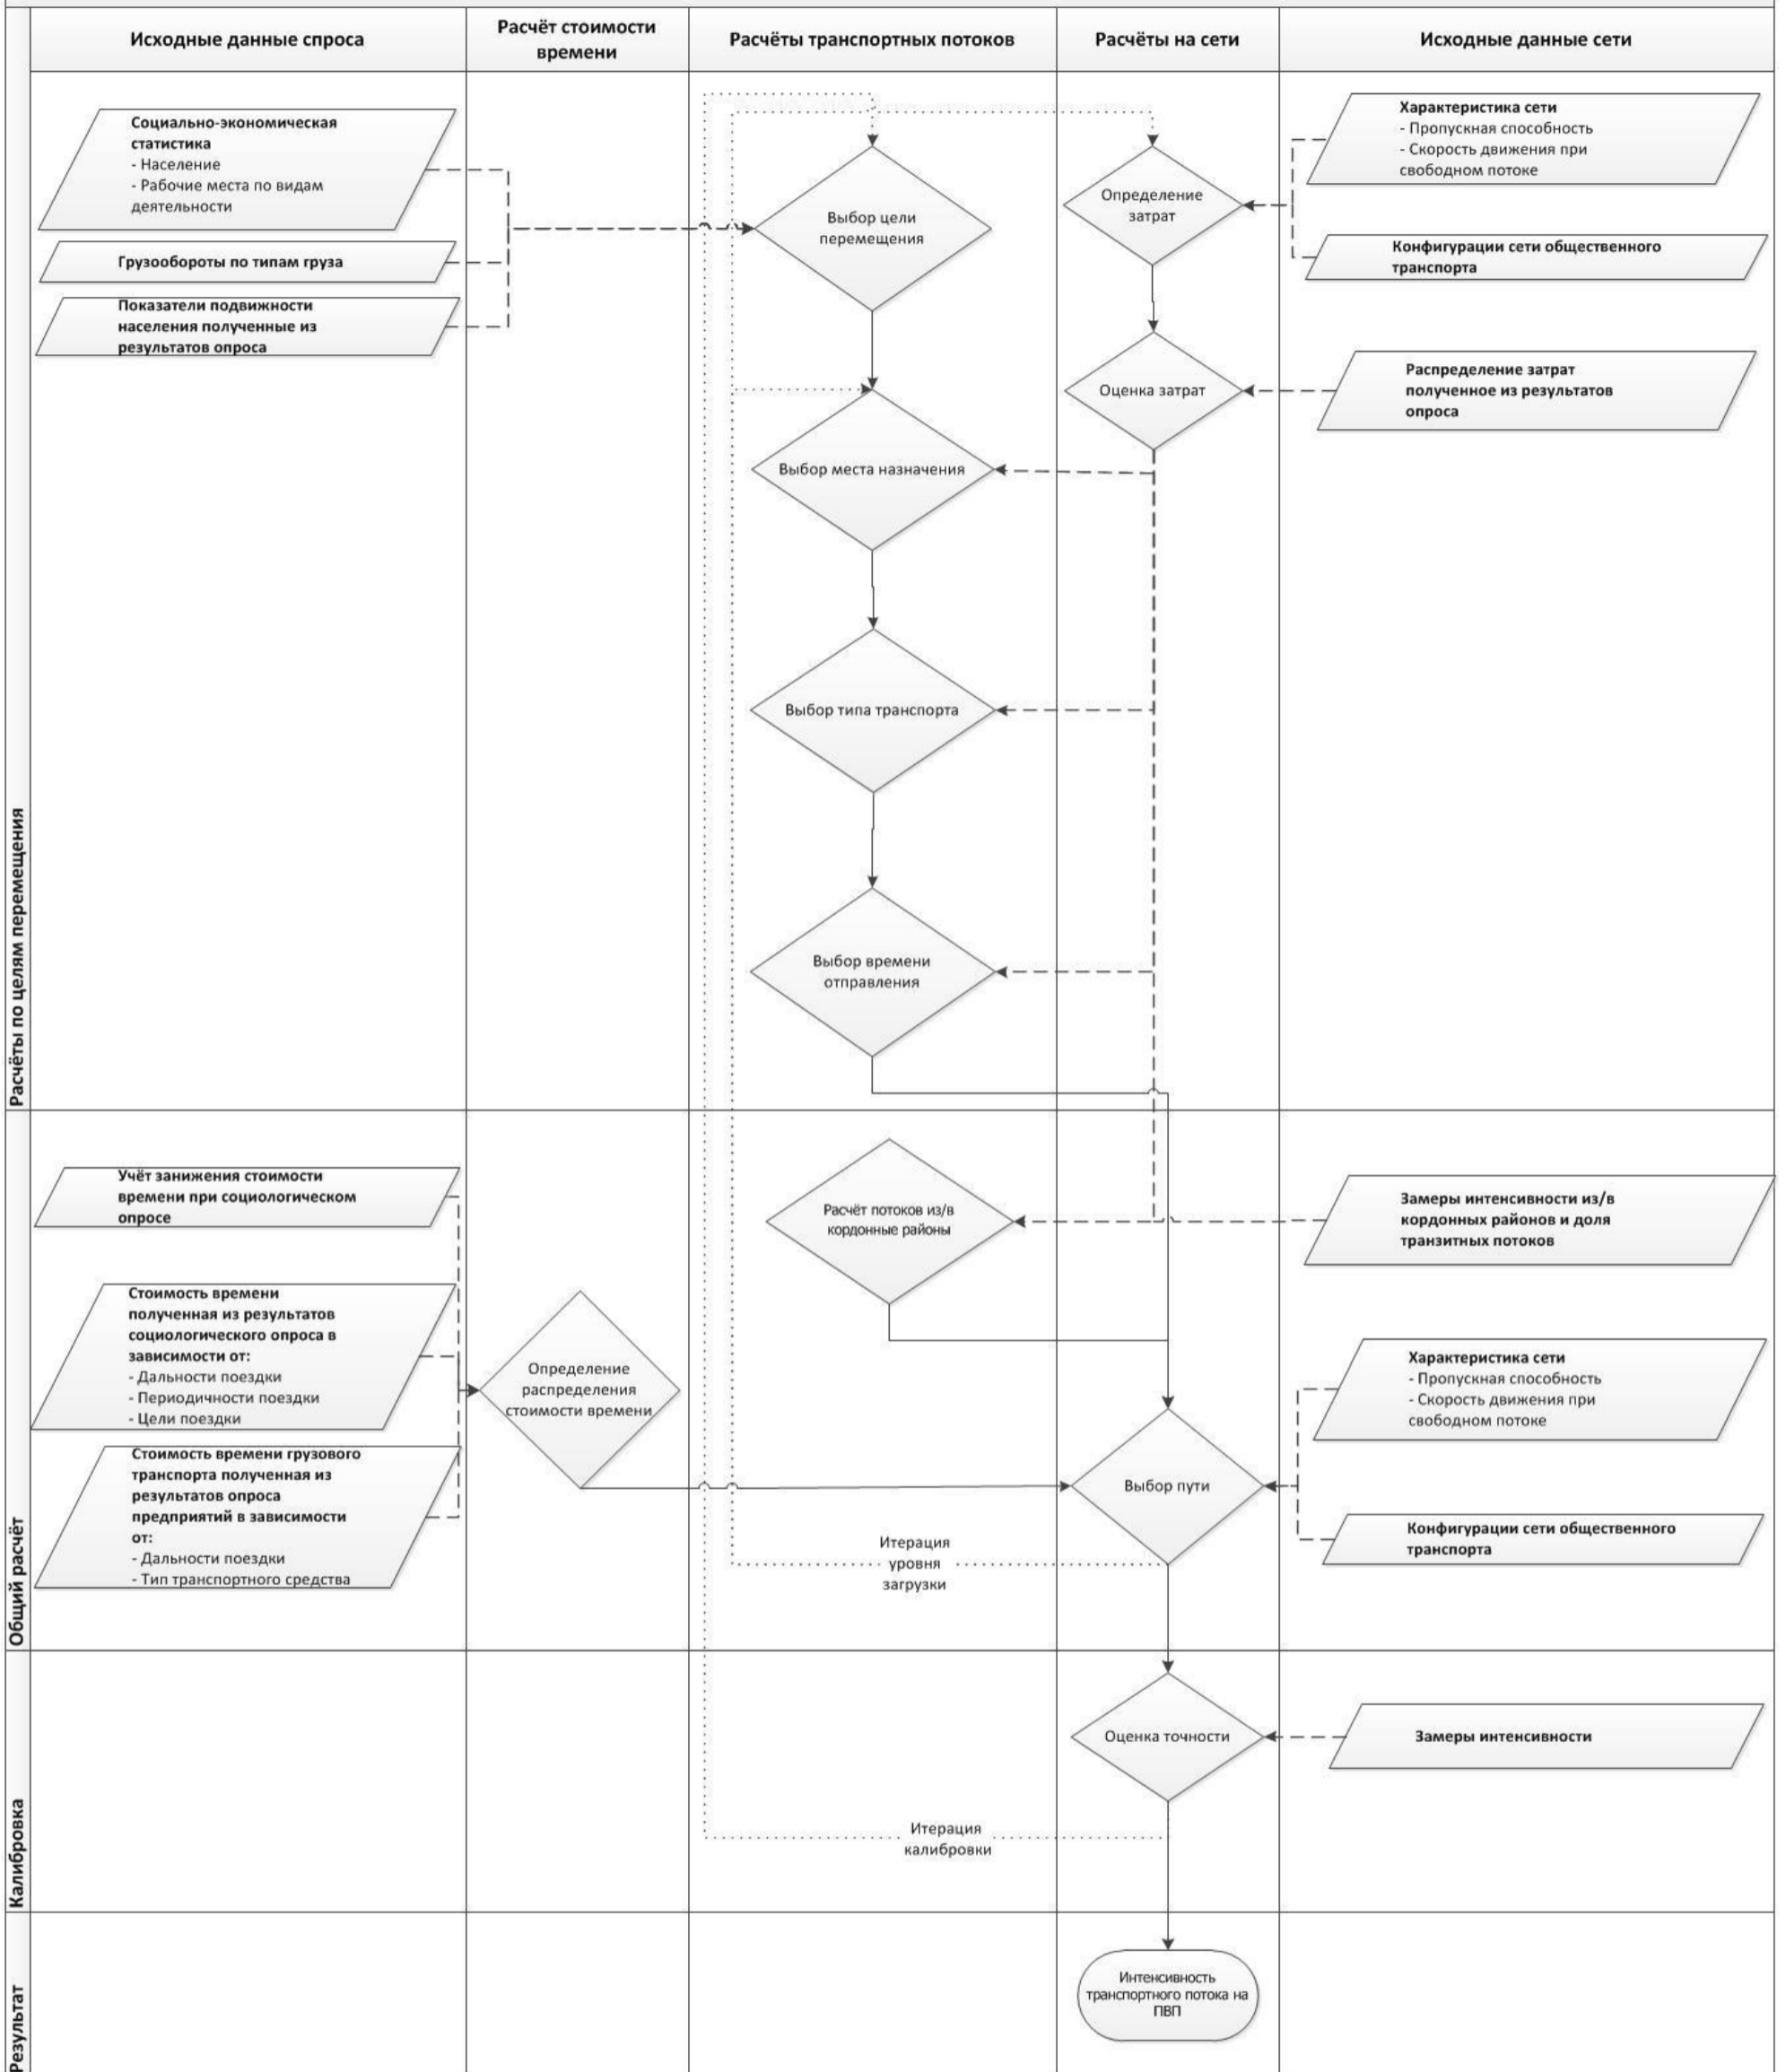 Исходные данные спроса
Расчёт стоимости
времени
Расчёты транспортных потоков
Расчёты на сети
Исходные данные сети
Расчёты по целям перемещения
Социально-экономическая
статистика
- Население
- Рабочие места по видам
деятельности
Грузообороты по типам груза
Показатели подвижности
населения полученные из
результатов опроса
Выбор цели
перемещения
Определение
затрат
Характеристика сети
- Пропускная способность
- Скорость движения при
свободном потоке
Конфигурации сети общественного
транспорта
Оценка затрат
Распределение затрат
полученное из результатов
опроса
Выбор места назначения
Выбор типа транспорта
Выбор времени
отправления
Общий расчёт
Учёт занижения стоимости
времени при социологическом
опросе
Стоимость времени
полученная из результатов
социологического опроса в
зависимости от:
- Дальности поездки
- Периодичности поездки
- Цели поездки
Стоимость времени грузового
транспорта полученная из
результатов опроса
предприятий в зависимости
от:
- Дальности поездки
- Тип транспортного средства
Определение
распределения
стоимости времени
Расчёт потоков из/в
кордонные районы
Замеры интенсивности из/в
кордонных районов и доля
транзитных потоков
Выбор пути
Характеристика сети
- Пропускная способность
- Скорость движения при
свободном потоке
Конфигурации сети общественного
транспорта
Итерация
уровня
загрузки
Калибровка
Оценка точности
Замеры интенсивности
Итерация
калибровки
Результат
Интенсивность
транспортного потока на
ПВП